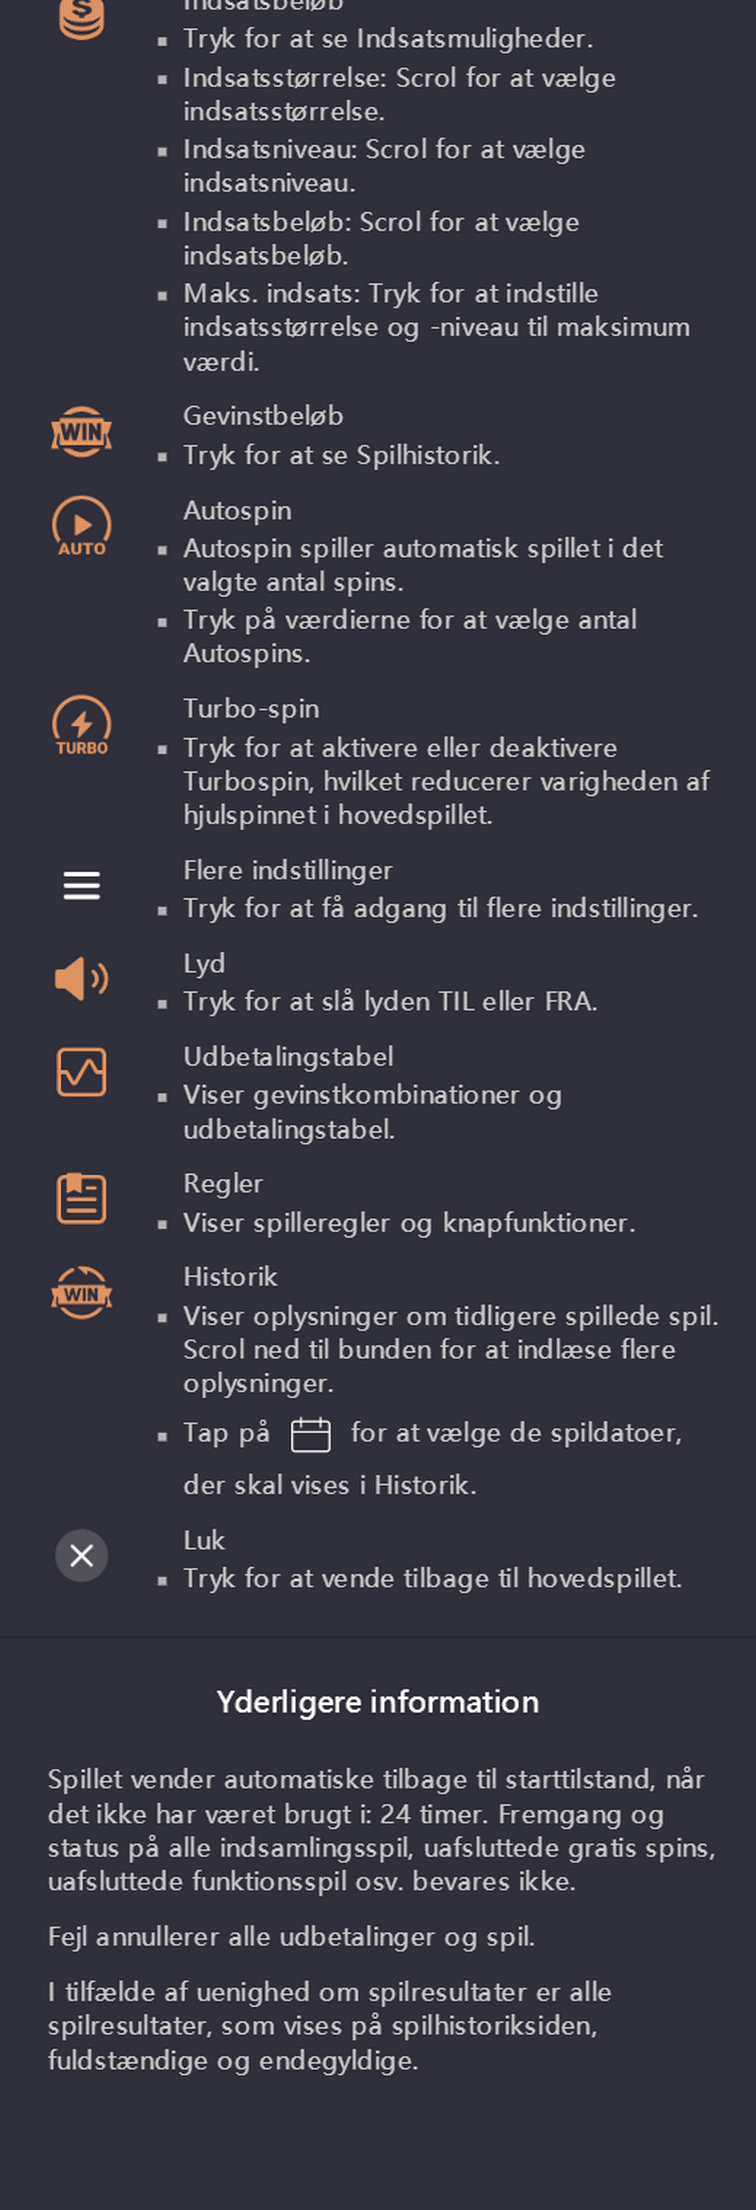 Indsatsbeløb
Tryk for at se Indsatsmuligheder.
Indsatsstørrelse: Scrol for at vælge
indsatsstørrelse.
Indsatsniveau: Scrol for at vælge
indsatsniveau.
Indsatsbeløb: Scrol for at vælge
indsatsbeløb.
Maks. indsats: Tryk for at indstille
indsatsstørrelse og -niveau til maksimum
værdi.
WIN
Gevinstbeløb
Tryk for at se Spilhistorik.
AUTO
Autospin
Autospin spiller automatisk spillet i det
valgte antal spins.
Tryk på værdierne for at vælge antal
Autospins.
TURBO
Turbo-spin
Tryk for at aktivere eller deaktivere
Turbospin, hvilket reducerer varigheden af
hjulspinnet i hovedspillet.
Flere indstillinger
Tryk for at få adgang til flere indstillinger.
Lyd
Tryk for at slå lyden TIL eller FRA.
Udbetalingstabel
Viser gevinstkombinationer og
udbetalingstabel.
Regler
Viser spilleregler og knapfunktioner.
WIN
Historik
Viser oplysninger om tidligere spillede spil.
Scrol ned til bunden for at indlæse flere
oplysninger.
Tap på for at vælge de spildatoer,
der skal vises i Historik.
Luk
Tryk for at vende tilbage til hovedspillet.
Yderligere information
Spillet vender automatiske tilbage til starttilstand, når
det ikke har været brugt i: 24 timer. Fremgang og
status på alle indsamlingsspil, uafsluttede gratis spins,
uafsluttede funktionsspil osv. bevares ikke.
Fejl annullerer alle udbetalinger og spil.
I tilfælde af uenighed om spilresultater er alle
spilresultater, som vises på spilhistoriksiden,
fuldstændige og endegyldige.